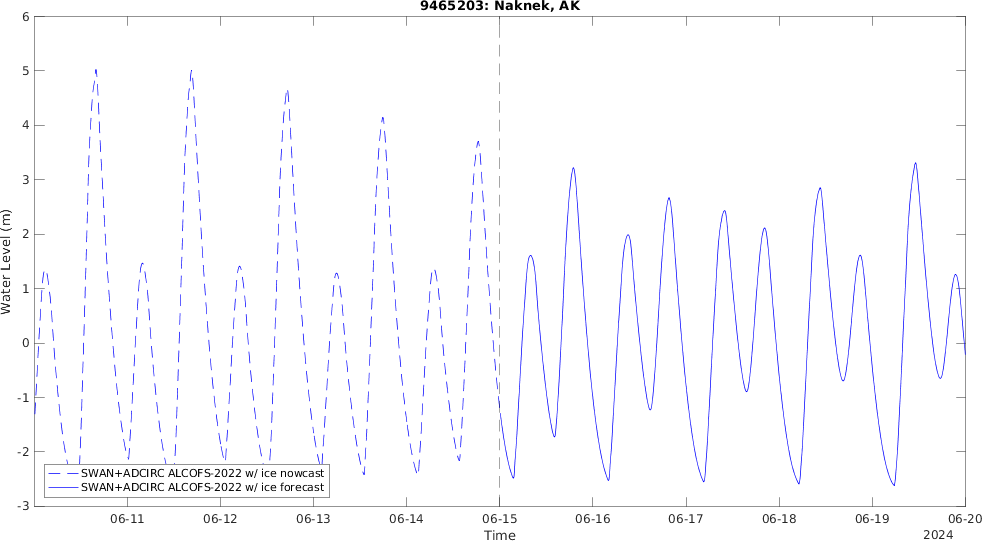 9465203: Naknek, AK
6
5
4
3
2
1
0
-1
-2
-3
Water Level (m)
SWAN+ADCIRC ALCOFS-2022 w/ ice nowcast
SWAN+ADCIRC ALCOFS-2022 w/ ice forecast
06-11 06-12 06-13 06-14 06-15 06-16 06-17 06-18 06-19 06-20
Time
2024